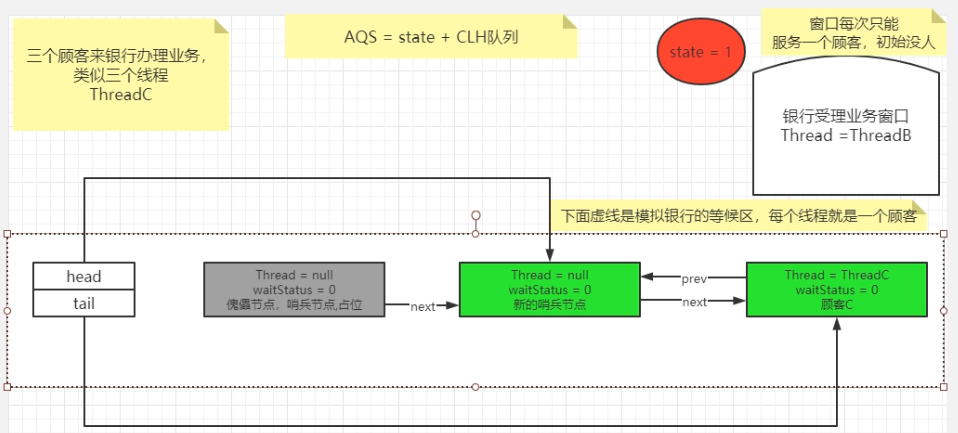 三个顾客来银行办理业务，
类似三个线程
ThreadC
AQS = state + CLH队列
state = 1
窗口每次只能
服务一个顾客，初始没人
银行受理业务窗口
Thread =ThreadB
下面虚线是模拟银行的等候区，每个线程就是一个顾客
head
tail
Thread = null
waitStatus = 0
傀儡节点，哨兵节点,占位
next
Thread = null
waitStatus = 0
新的哨兵节点
prev
next
Thread = ThreadC
waitStatus = 0
顾客C